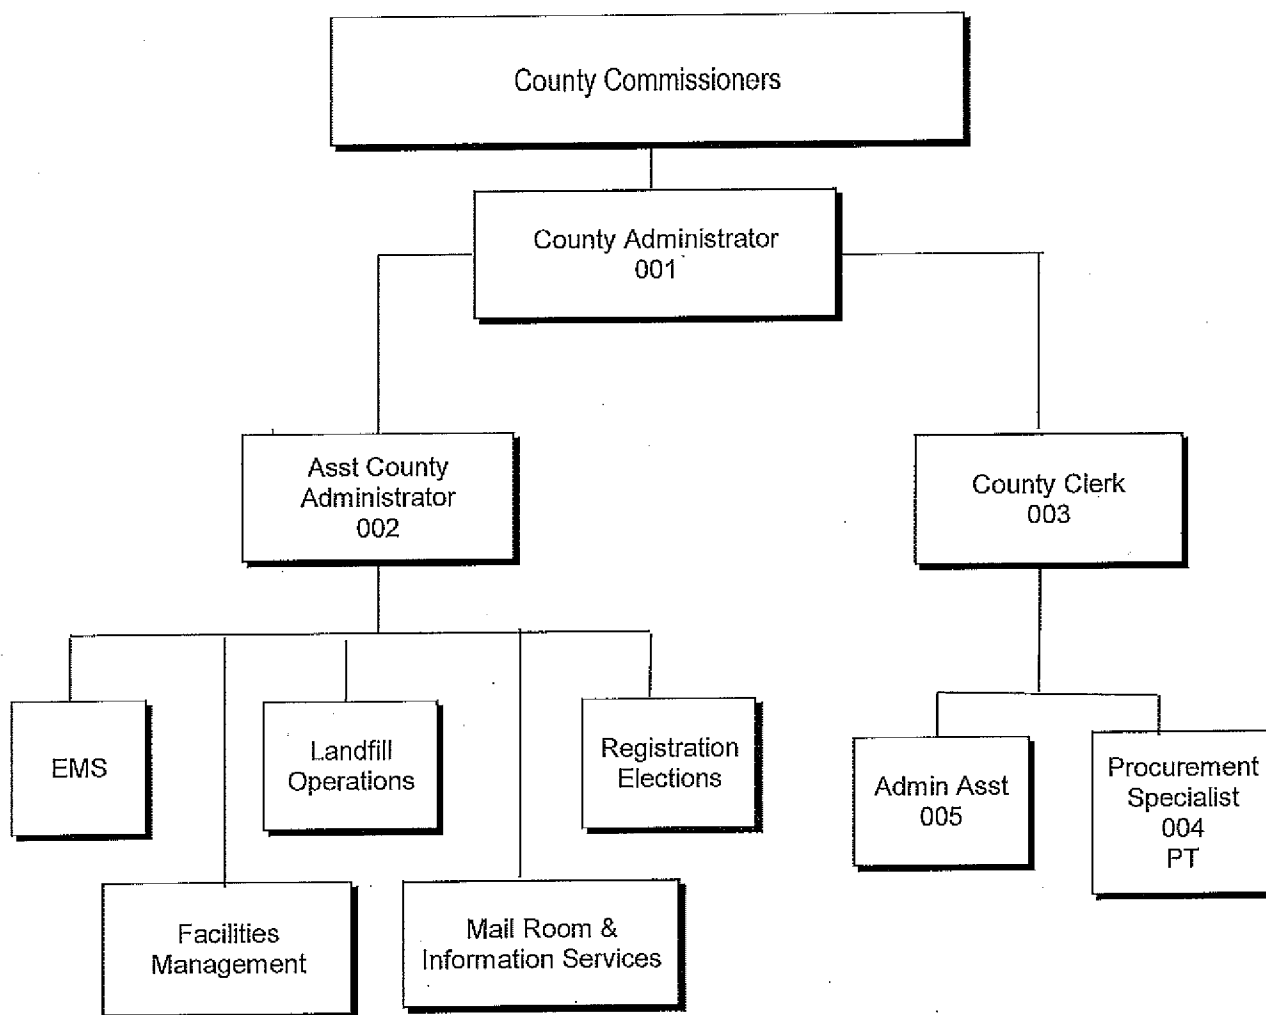 County Commissioners
County Administrator
001
Asst County
Administrator
002
County Clerk
003
EMS
Landfill
Operations
Registration
Elections
Admin Asst
005
Procurement
Specialist
004
PT
Facilities
Management
Mail Room &
Information Services